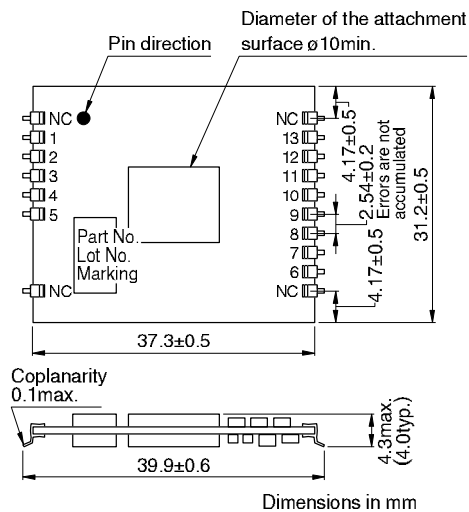 Diameter of the attachment
surface ø10min.
Pin direction
NC
1
2
3
4
5
NC
Part No.
Lot No.
Marking
NC
13
12
11
10
9
8
7
6
NC
4.17±0.5
2.54±0.2
Errors are not
accumulated
4.17±0.5
31.2±0.5
37.3±0.5
Coplanarity
0.1max.
4.3max.
(4.0typ.)
39.9±0.6
Dimensions in mm